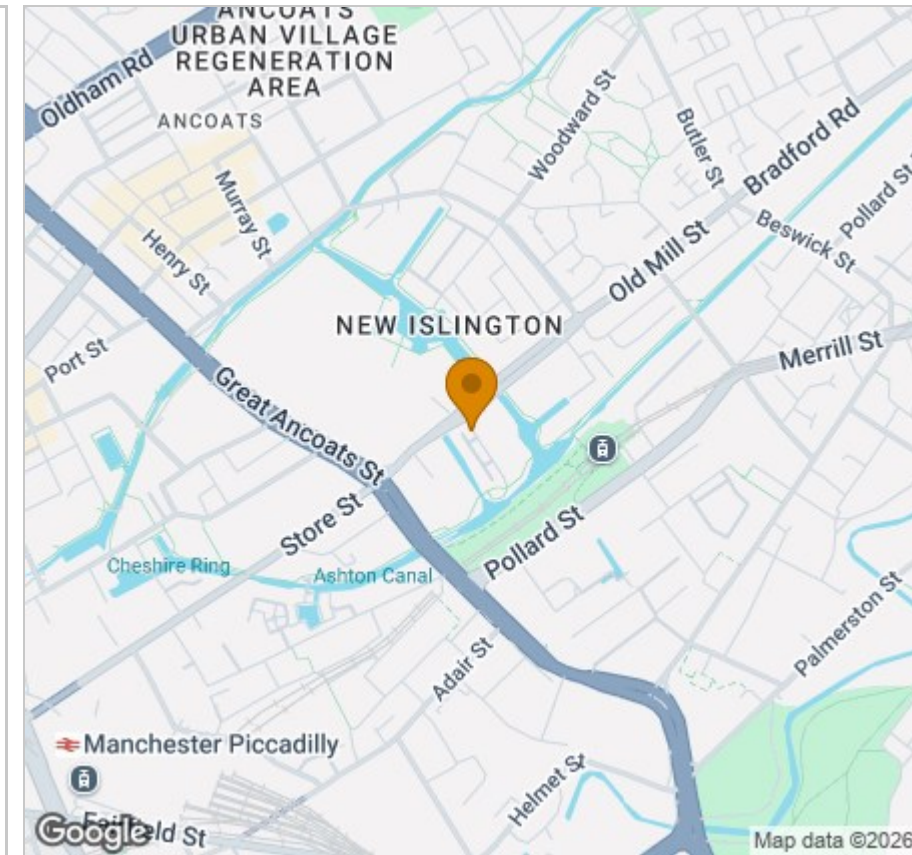 ANCOATS
URBAN VILLAGE
REGENERATION
AREA
Oldham Rd
ANCOATS
Woodward St
Butler St
Bradford Rd
Murray St
Pollard St
Beswick St
Henry St
Old Mill St
NEW ISLINGTON
Port St
Merrill St
Great Ancoats St
Store St
Pollard St
Cheshire Ring
Ashton Canal
Palmerston St
Adair St
Manchester Piccadilly
Helmet St
Fairfield St
Google
Map data ©2026